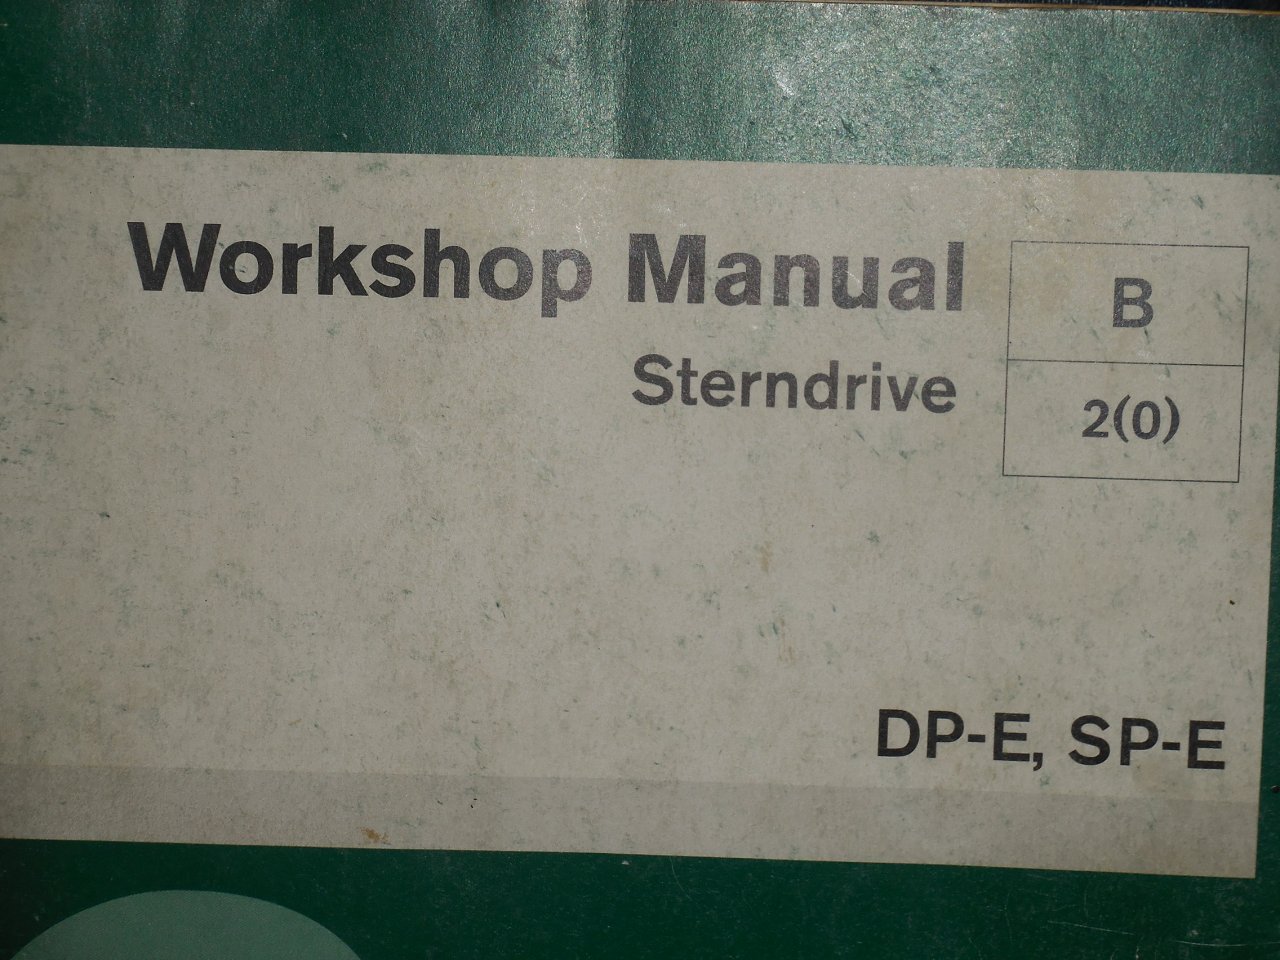 Workshop Manual
Sterndrive
B
2(0)
DP-E, SP-E